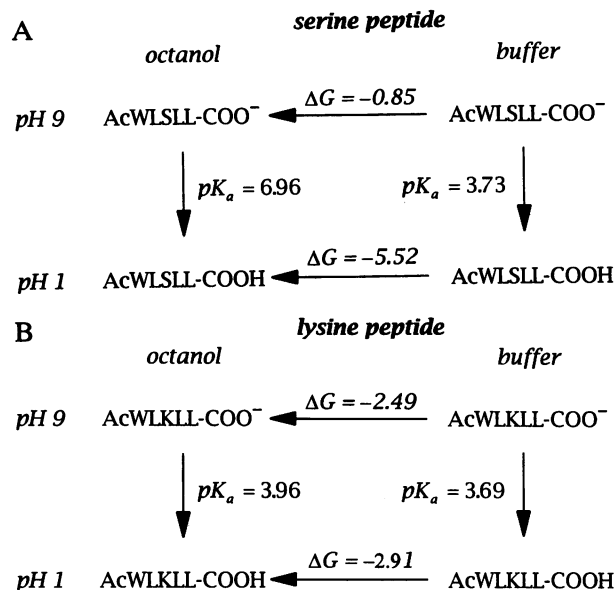 A
serine peptide
octanol buffer
pH 9 AcWLSLL-COO⁻ ΔG = –0.85 AcWLSLL-COO⁻
pKₐ = 6.96 pKₐ = 3.73
pH 1 AcWLSLL-COOH ΔG = –5.52 AcWLSLL-COOH
B
lysine peptide
octanol buffer
pH 9 AcWLKLL-COO⁻ ΔG = –2.49 AcWLKLL-COO⁻
pKₐ = 3.96 pKₐ = 3.69
pH 1 AcWLKLL-COOH ΔG = –2.91 AcWLKLL-COOH